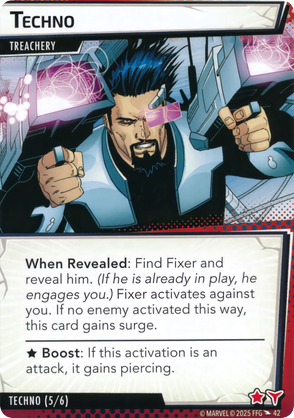 Techno
TREACHERY
When Revealed: Find Fixer and
reveal him. (If he is already in play, he
engages you.) Fixer activates against
you. If no enemy activated this way,
this card gains surge.
★ Boost: If this activation is an
attack, it gains piercing.
TECHNO (5/6)
© MARVEL © 2025 FFG 42